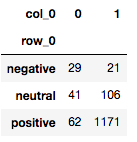 col_0 0 1
row_0
negative 29 21
neutral 41 106
positive 62 1171